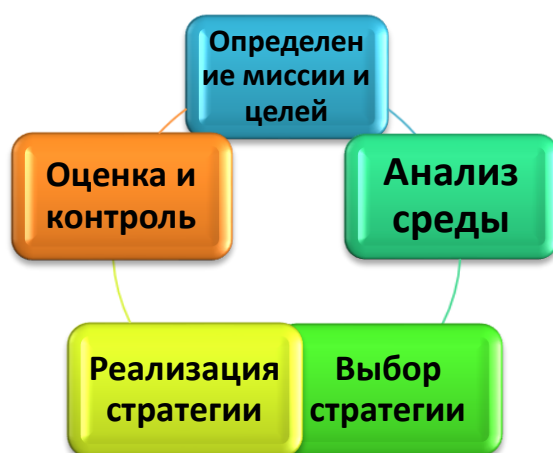 Определен
ие миссии и
целей
Анализ
среды
Выбор
стратегии
Реализация
стратегии
Оценка и
контроль